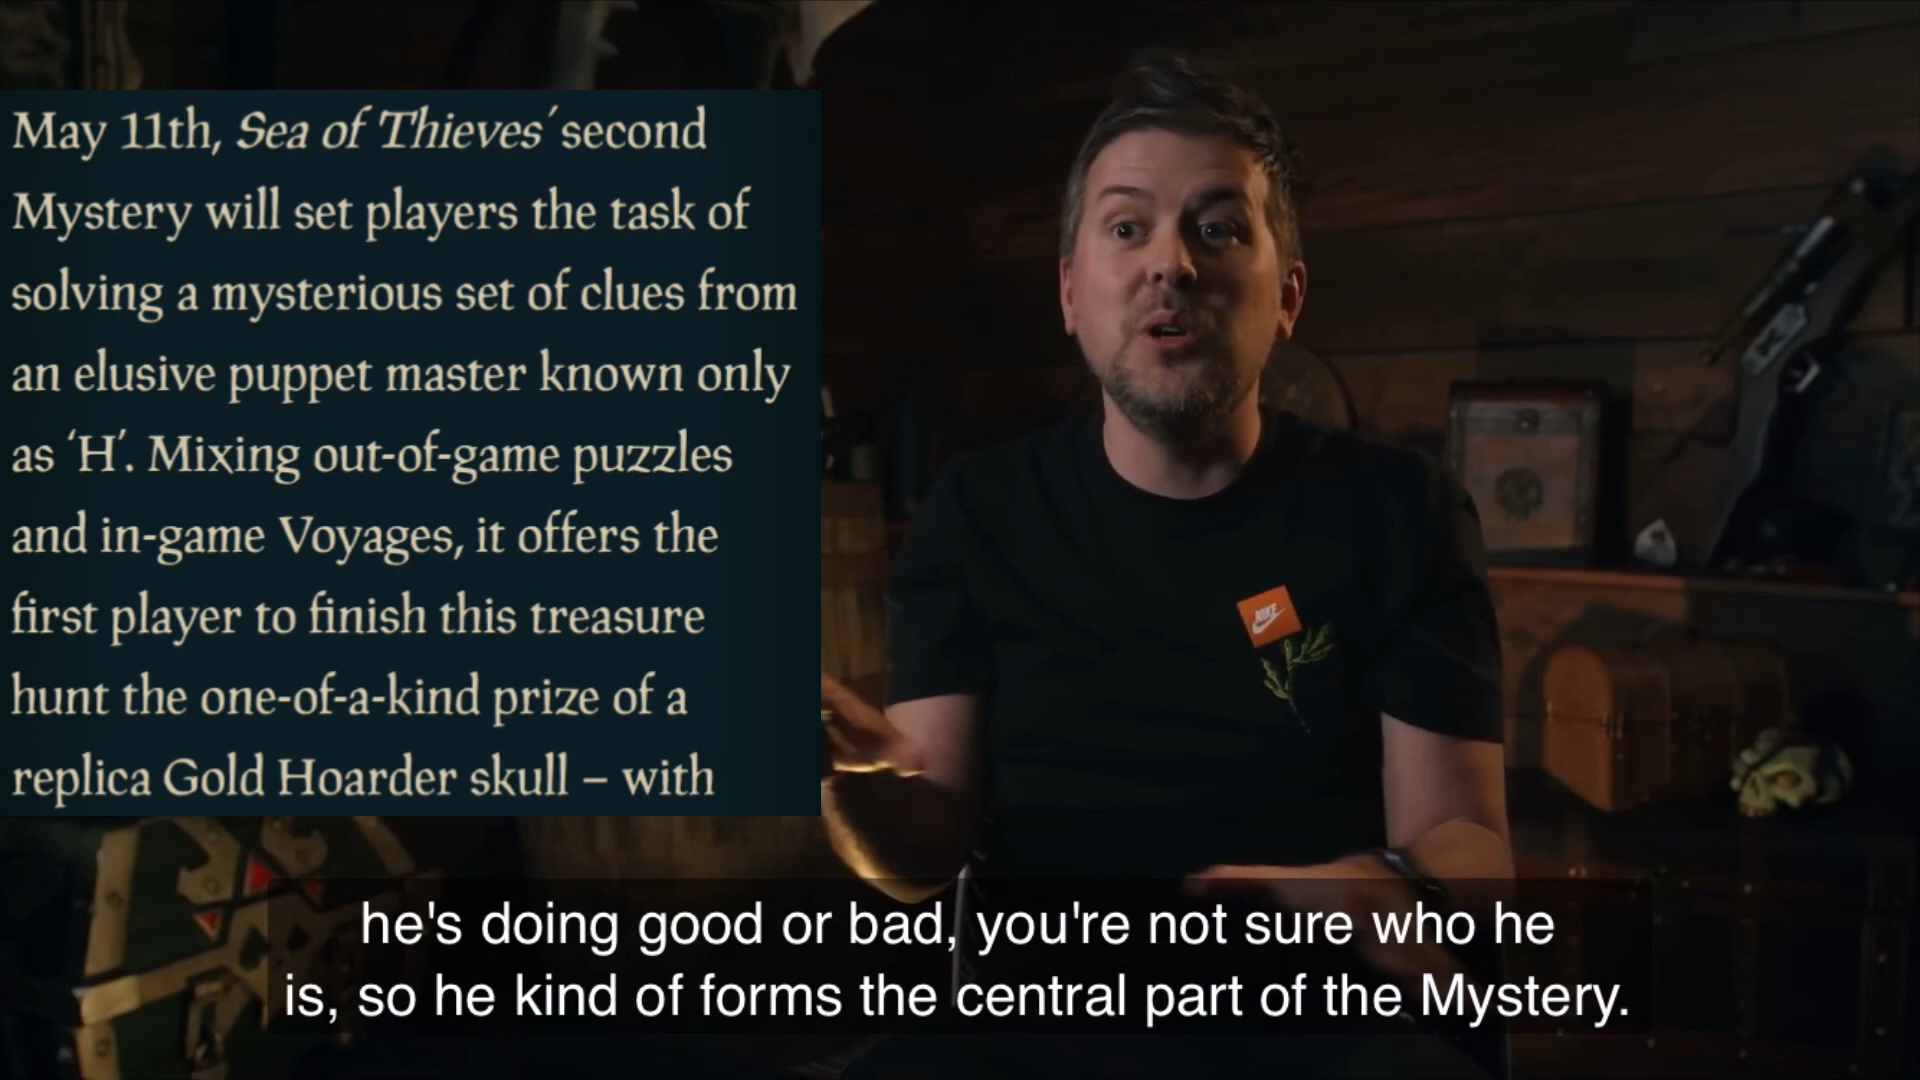 May 11th, Sea of Thieves' second
Mystery will set players the task of
solving a mysterious set of clues from
an elusive puppet master known only
as ‘H’. Mixing out-of-game puzzles
and in-game Voyages, it offers the
first player to finish this treasure
hunt the one-of-a-kind prize of a
replica Gold Hoarder skull – with
NIKE
he's doing good or bad, you're not sure who he
is, so he kind of forms the central part of the Mystery.